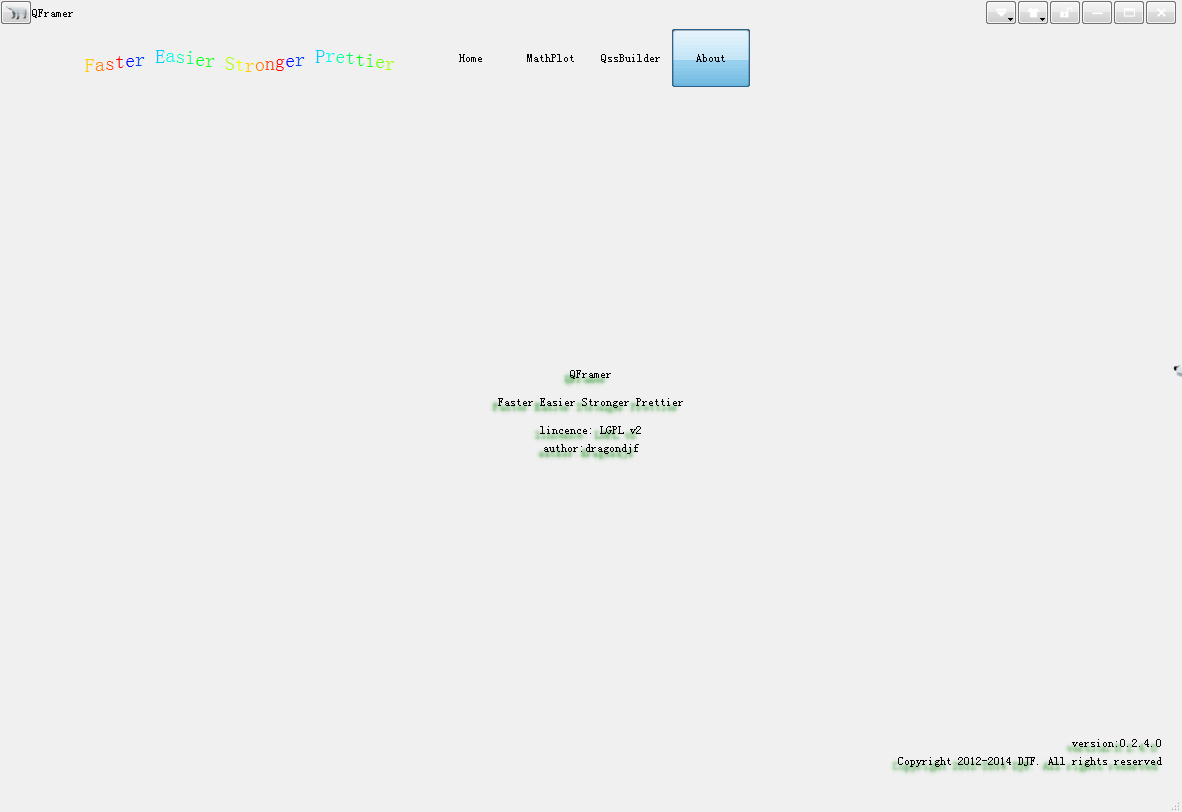 QFramer
Faster Easier Stronger Prettier
Home MathPlot QssBuilder About
QFramer
Faster Easier Stronger Prettier
lincence: LGPL v2
author:dragondjf
version:0.2.4.0
Copyright 2012-2014 DJF. All rights reserved